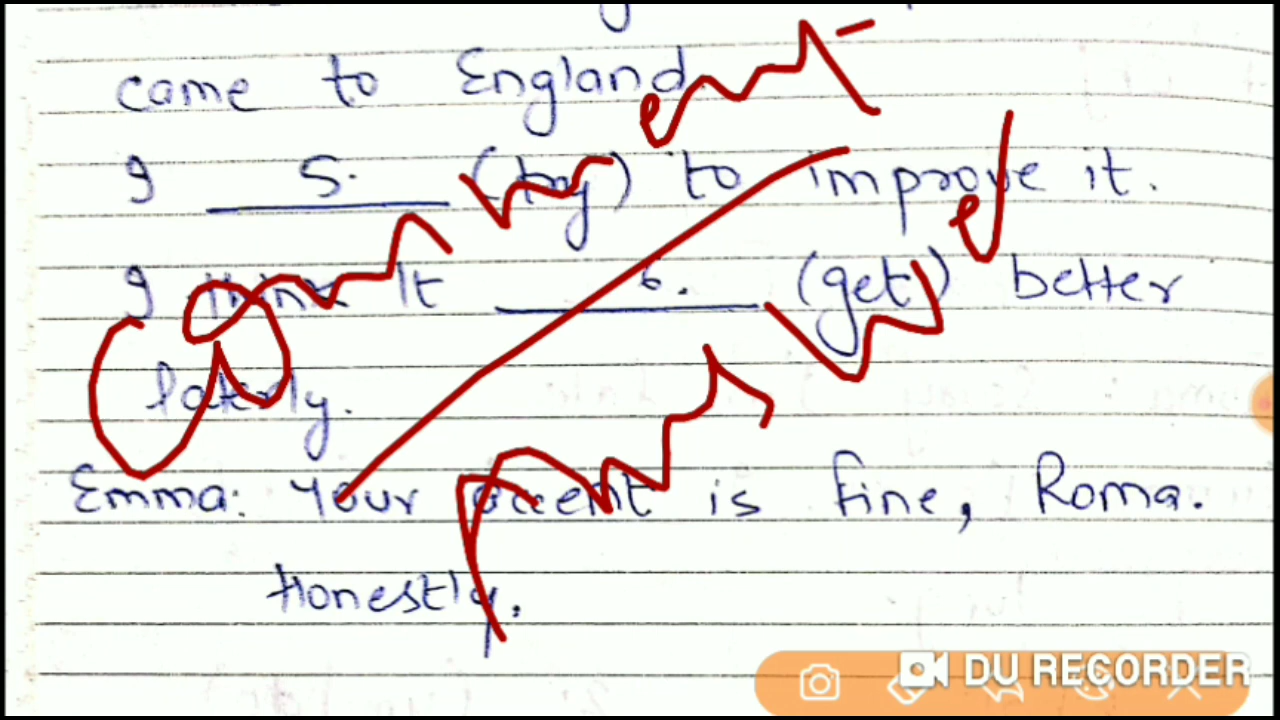 came to England
I 5. (try) to improve it.
I think It 6. (get) better
lately.
Emma: Your accent is fine, Roma.
Honestly.
DU RECORDER